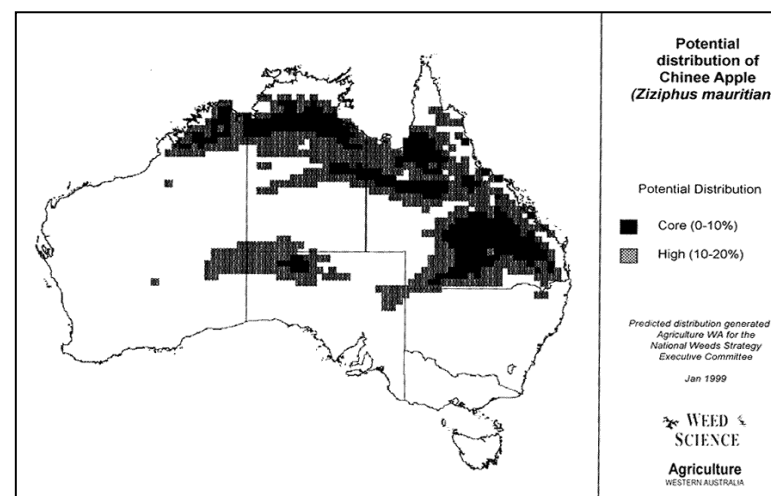 Potential
distribution of
Chinee Apple
(Ziziphus mauritian
Potential Distribution
Core (0-10%)
High (10-20%)
Predicted distribution generated
Agriculture WA for the
National Weeds Strategy
Executive Committee
Jan 1999
WEED
SCIENCE
Agriculture
WESTERN AUSTRALIA